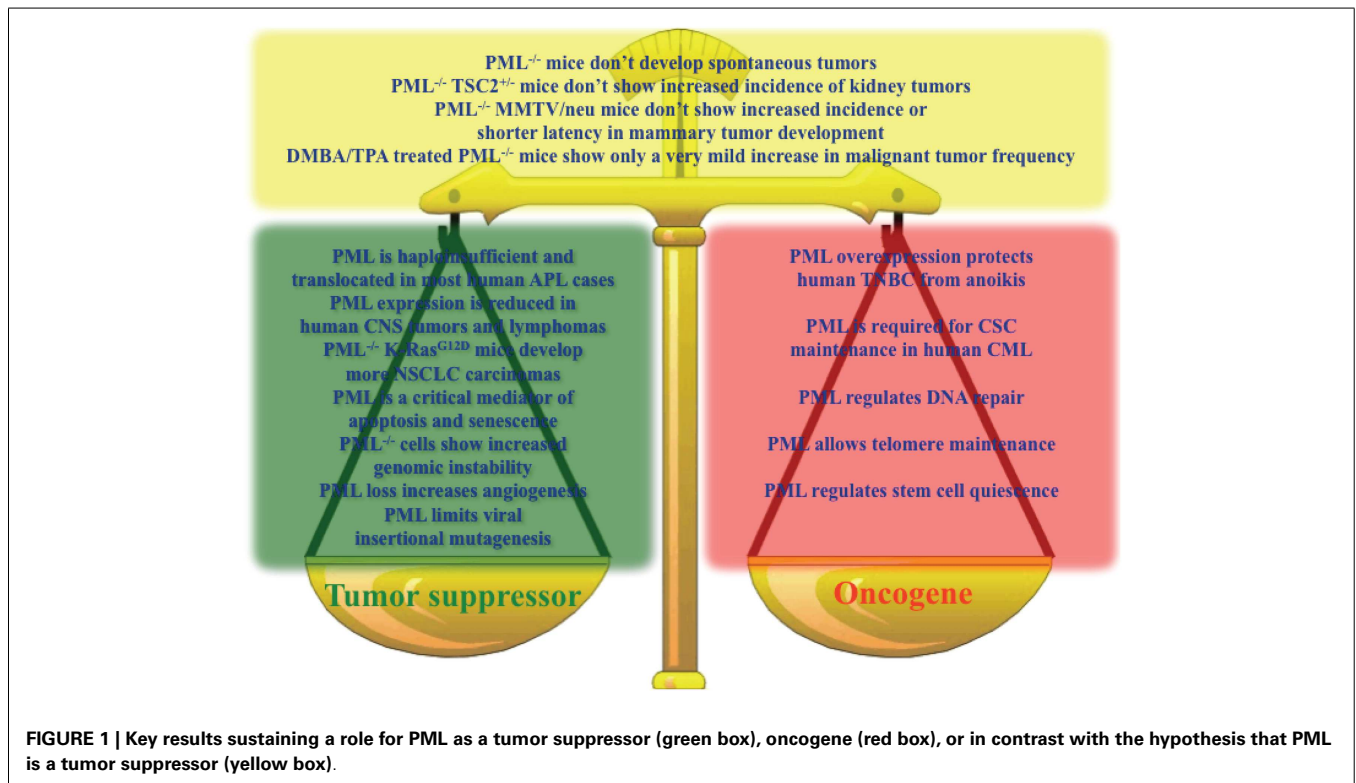 PML-/- mice don't develop spontaneous tumors
PML-/- TSC2+/- mice don't show increased incidence of kidney tumors
PML-/- MMTV/neu mice don't show increased incidence or
shorter latency in mammary tumor development
DMBA/TPA treated PML-/- mice show only a very mild increase in malignant tumor frequency
PML is haploinsufficient and
translocated in most human APL cases
PML expression is reduced in
human CNS tumors and lymphomas
PML-/- K-RasG12D mice develop
more NSCLC carcinomas
PML is a critical mediator of
apoptosis and senescence
PML-/- cells show increased
genomic instability
PML loss increases angiogenesis
PML limits viral
insertional mutagenesis
Tumor suppressor
PML overexpression protects
human TNBC from anoikis
PML is required for CSC
maintenance in human CML
PML regulates DNA repair
PML allows telomere maintenance
PML regulates stem cell quiescence
Oncogene
FIGURE 1 | Key results sustaining a role for PML as a tumor suppressor (green box), oncogene (red box), or in contrast with the hypothesis that PML
is a tumor suppressor (yellow box).